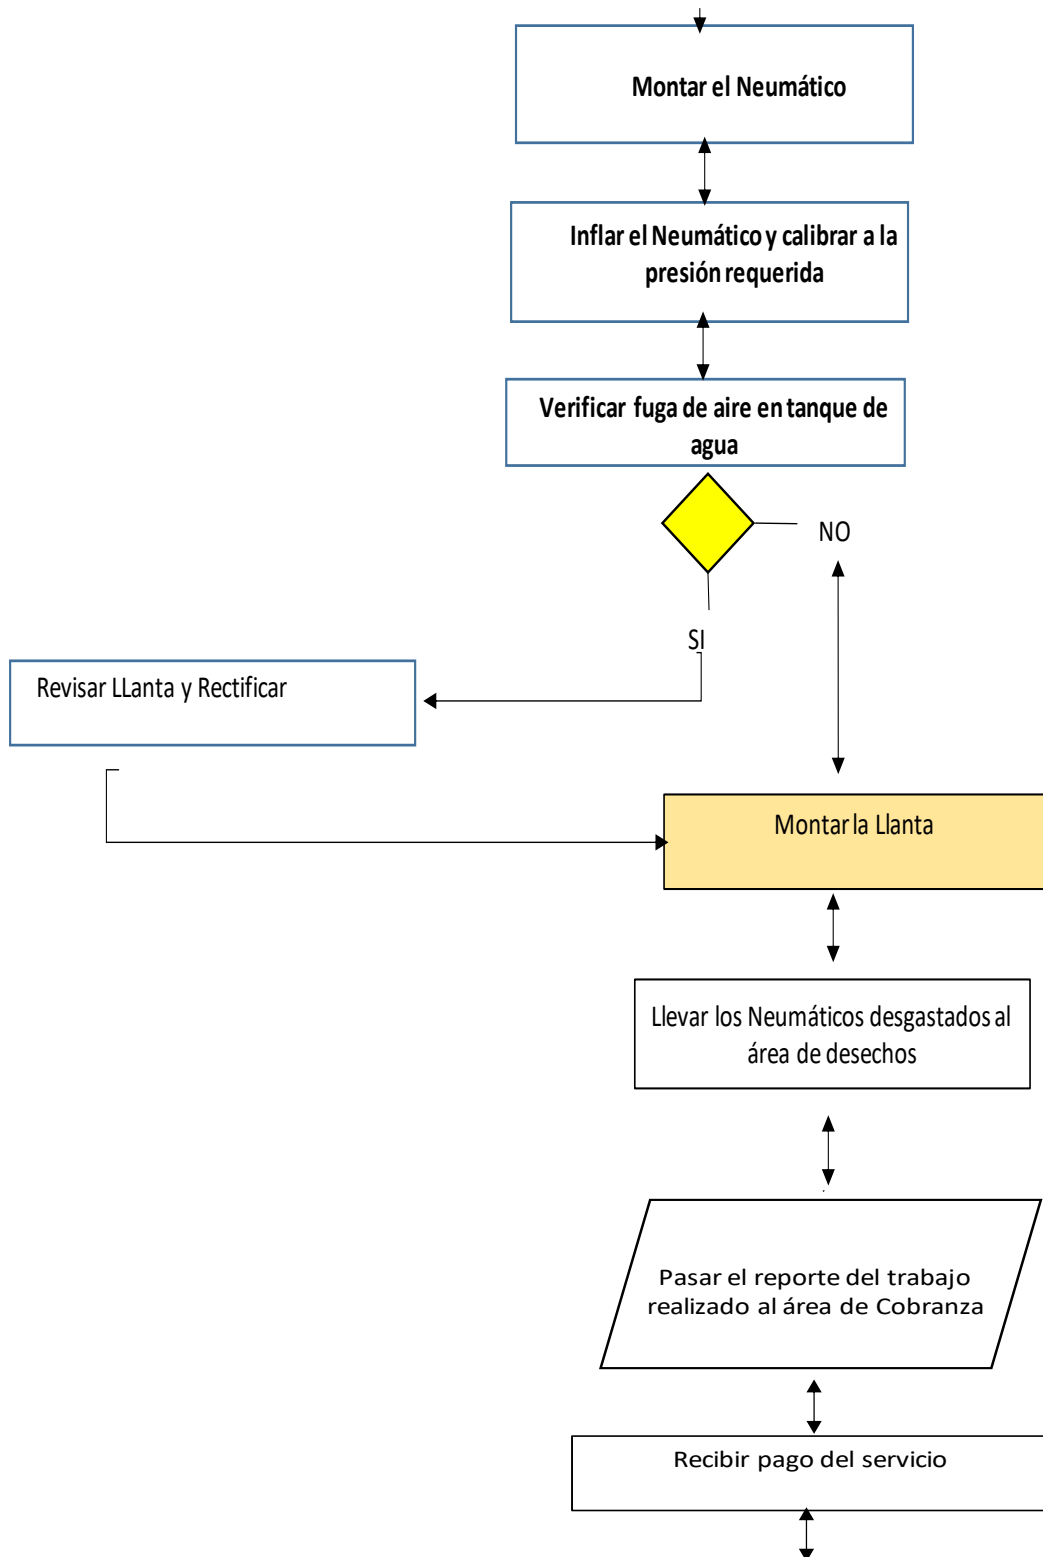 Montar el Neumático
Inflar el Neumático y calibrar a la
presión requerida
Verificar fuga de aire en tanque de
agua
NO
SI
Revisar LLanta y Rectificar
Montar la Llanta
Llevar los Neumáticos desgastados al
área de desechos
Pasar el reporte del trabajo
realizado al área de Cobranza
Recibir pago del servicio